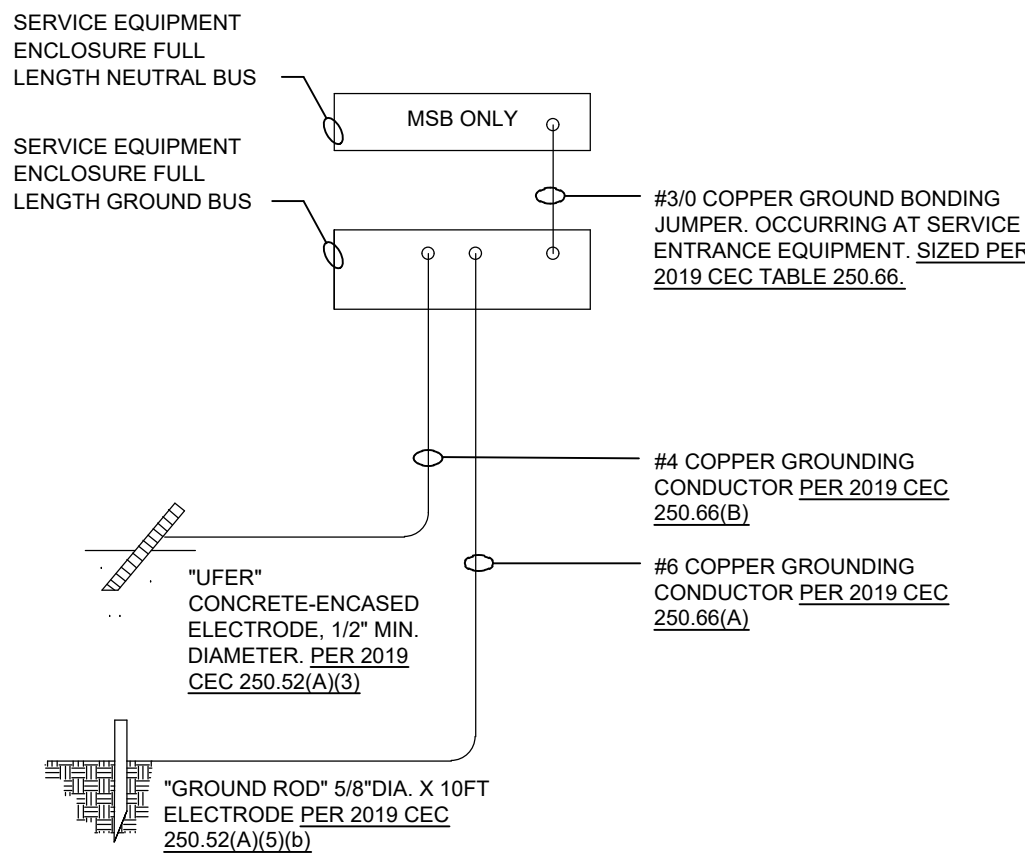 SERVICE EQUIPMENT
ENCLOSURE FULL
LENGTH NEUTRAL BUS
MSB ONLY
SERVICE EQUIPMENT
ENCLOSURE FULL
LENGTH GROUND BUS
#3/0 COPPER GROUND BONDING
JUMPER. OCCURRING AT SERVICE
ENTRANCE EQUIPMENT. SIZED PER
2019 CEC TABLE 250.66.
#4 COPPER GROUNDING
CONDUCTOR PER 2019 CEC
250.66(B)
#6 COPPER GROUNDING
CONDUCTOR PER 2019 CEC
250.66(A)
"UFER"
CONCRETE-ENCASED
ELECTRODE, 1/2" MIN.
DIAMETER. PER 2019
CEC 250.52(A)(3)
"GROUND ROD" 5/8"DIA. X 10FT
ELECTRODE PER 2019 CEC
250.52(A)(5)(b)